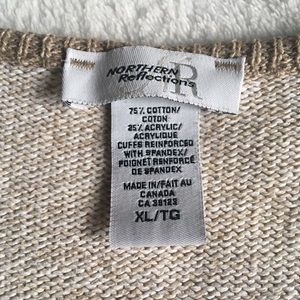 NORTHERN
Reflections
R
75% COTTON/
COTON
25% ACRYLIC/
ACRYLIQUE
CUFFS REINFORCED
WITH SPANDEX/
POIGNET RENFORCÉ
DE SPANDEX
MADE IN/FAIT AU
CANADA
CA 39123
XL/TG